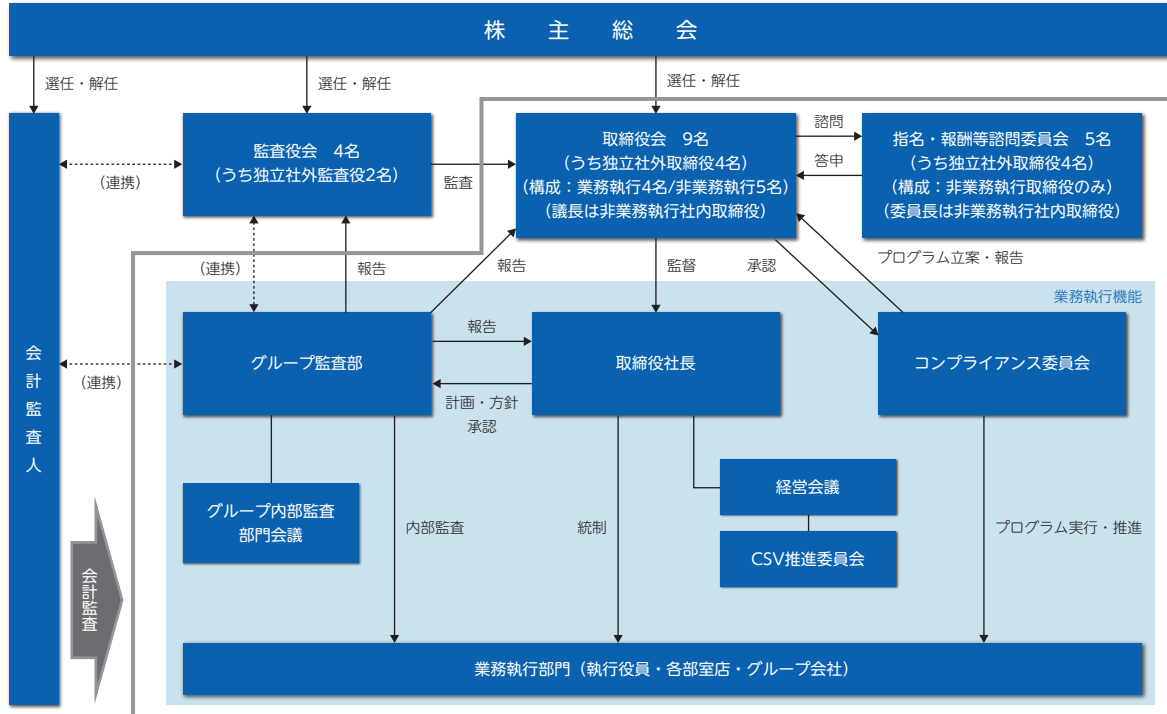 株主総会
選任・解任
選任・解任
選任・解任
監査役会　4名
（うち独立社外監査役2名）
監査
取締役会　9名
（うち独立社外取締役4名）
（構成：業務執行4名/非業務執行5名）
（議長は非業務執行社内取締役）
諮問
答申
指名・報酬等諮問委員会　5名
（うち独立社外取締役4名）
（構成：非業務執行取締役のみ）
（委員長は非業務執行社内取締役）
（連携）
（連携）
報告
報告
監督
承認
プログラム立案・報告
業務執行機能
会計監査人
（連携）
グループ監査部
報告
計画・方針
承認
取締役社長
コンプライアンス委員会
グループ内部監査
部門会議
内部監査
統制
経営会議
CSV推進委員会
プログラム実行・推進
会計監査
業務執行部門（執行役員・各部室店・グループ会社）